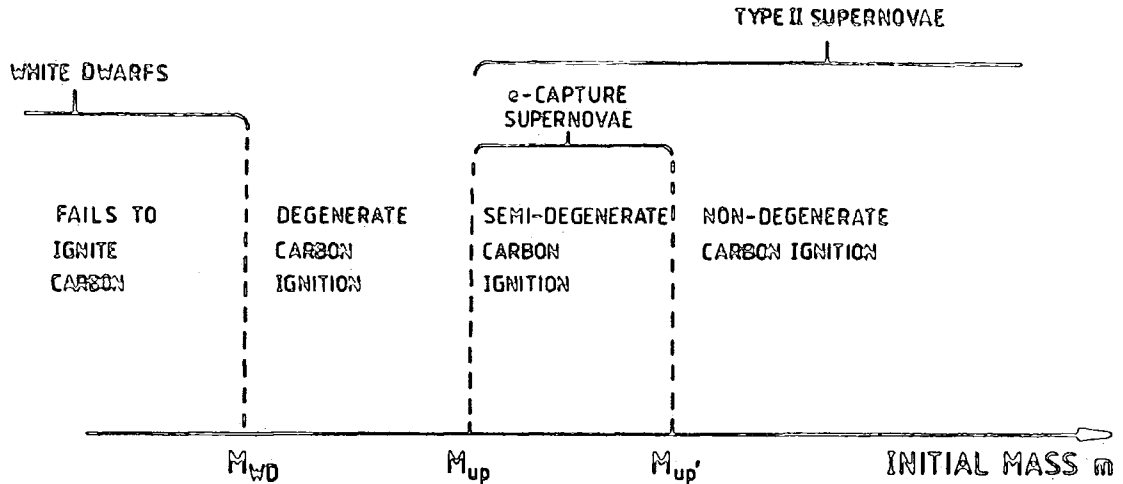 TYPE II SUPERNOVAE
WHITE DWARFS
e-CAPTURE
SUPERNOVAE
FAILS TO
IGNITE
CARBON
DEGENERATE
CARBON
IGNITION
SEMI-DEGENERATE
CARBON
IGNITION
NON-DEGENERATE
CARBON IGNITION
M_WD
M_up
M_up'
INITIAL MASS m